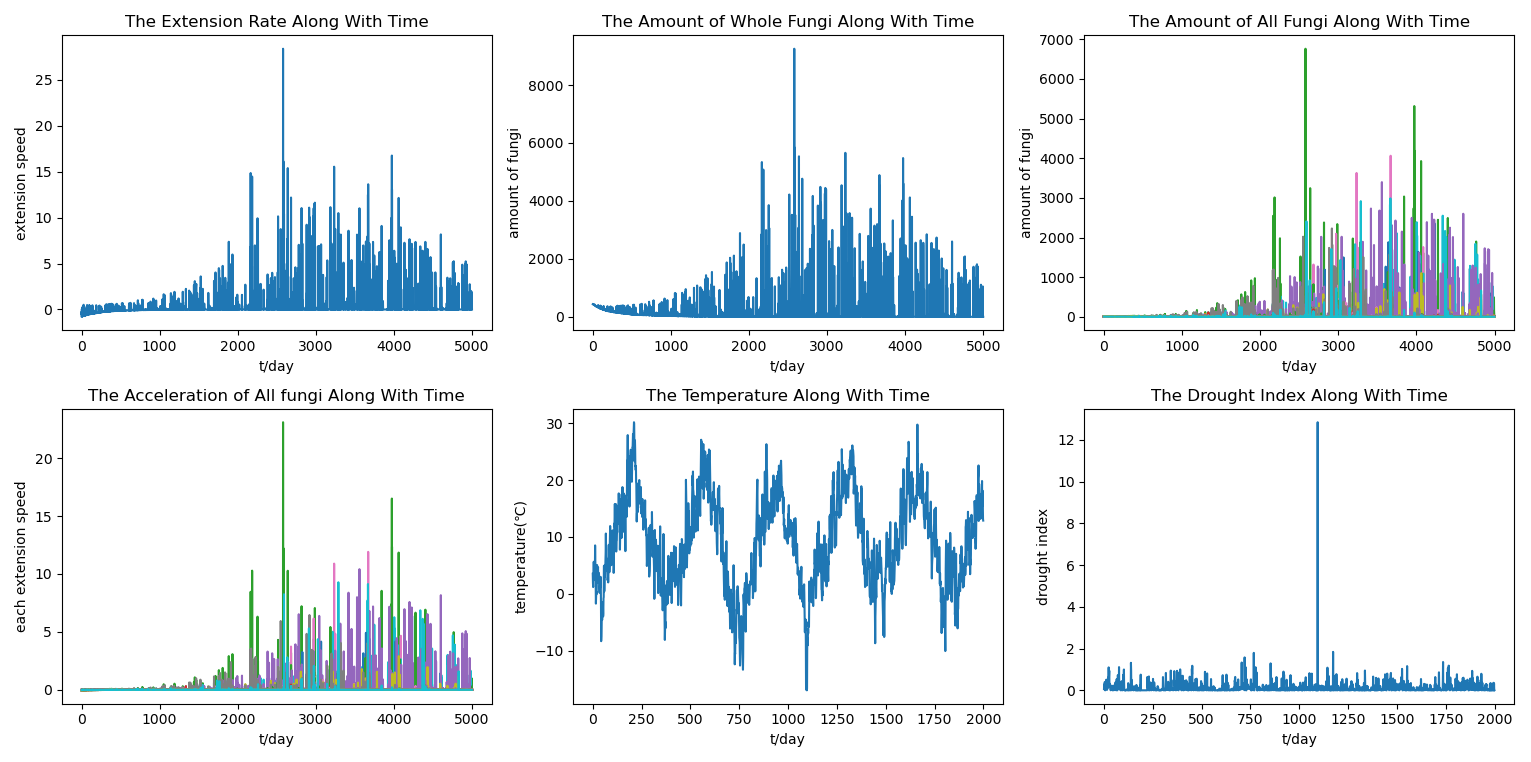 The Extension Rate Along With Time
The Amount of Whole Fungi Along With Time
The Amount of All Fungi Along With Time
extension speed
25
20
15
10
5
0
0 1000 2000 3000 4000 5000
t/day
amount of fungi
8000
6000
4000
2000
0
0 1000 2000 3000 4000 5000
t/day
amount of fungi
7000
6000
5000
4000
3000
2000
1000
0
0 1000 2000 3000 4000 5000
t/day
The Acceleration of All fungi Along With Time
The Temperature Along With Time
The Drought Index Along With Time
each extension speed
20
15
10
5
0
0 1000 2000 3000 4000 5000
t/day
temperature(℃)
30
20
10
0
−10
0 250 500 750 1000 1250 1500 1750 2000
t/day
drought index
12
10
8
6
4
2
0
0 250 500 750 1000 1250 1500 1750 2000
t/day